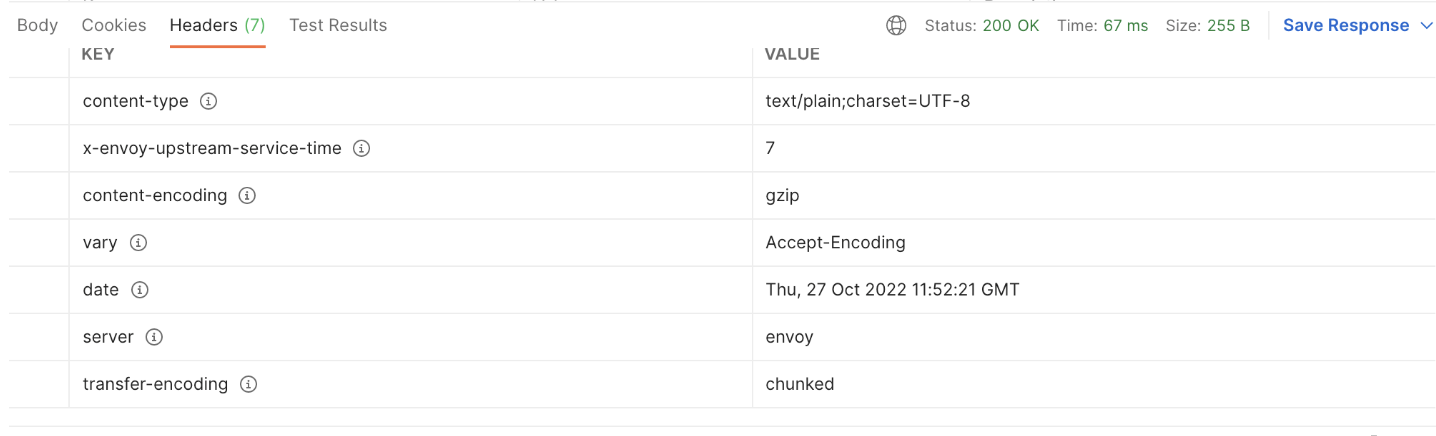 Body Cookies Headers (7) Test Results Status: 200 OK Time: 67 ms Size: 255 B Save Response
KEY VALUE
content-type text/plain;charset=UTF-8
x-envoy-upstream-service-time 7
content-encoding gzip
vary Accept-Encoding
date Thu, 27 Oct 2022 11:52:21 GMT
server envoy
transfer-encoding chunked